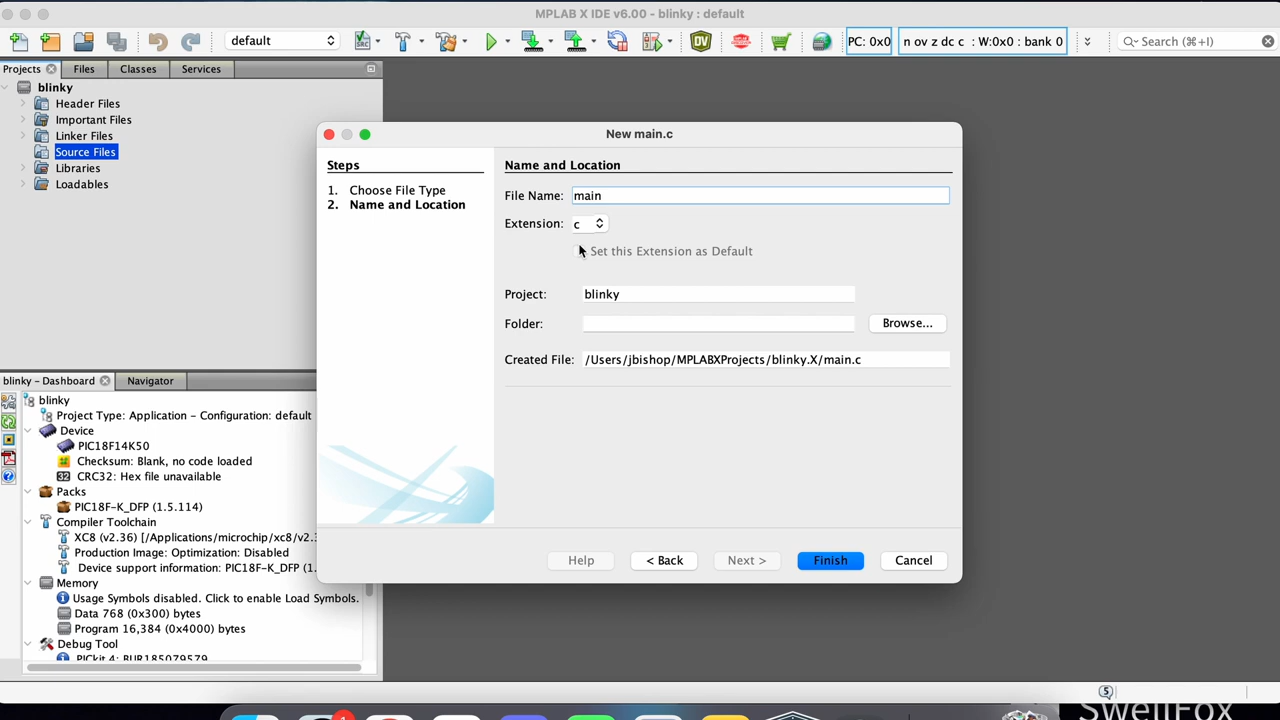 MPLAB X IDE v6.00 - blinky : default
default
PC: 0x0
n ov z dc c : W:0x0 : bank 0
Search (⌘+I)
Projects
Files
Classes
Services
blinky
Header Files
Important Files
Linker Files
Source Files
Libraries
Loadables
New main.c
Steps
1. Choose File Type
2. Name and Location
Name and Location
File Name: main
Extension: c
Set this Extension as Default
Project: blinky
Folder:
Browse...
Created File: /Users/jbishop/MPLABXProjects/blinky.X/main.c
Help
< Back
Next >
Finish
Cancel
blinky - Dashboard
Navigator
blinky
Project Type: Application - Configuration: default
Device
PIC18F14K50
Checksum: Blank, no code loaded
CRC32: Hex file unavailable
Packs
PIC18F-K_DFP (1.5.114)
Compiler Toolchain
XC8 (v2.36) [/Applications/microchip/xc8/v2.3
Production Image: Optimization: Disabled
Device support information: PIC18F-K_DFP (1.
Memory
Usage Symbols disabled. Click to enable Load Symbols.
Data 768 (0x300) bytes
Program 16,384 (0x4000) bytes
Debug Tool
PICkit 4: BUR185079579
5
SwellFox